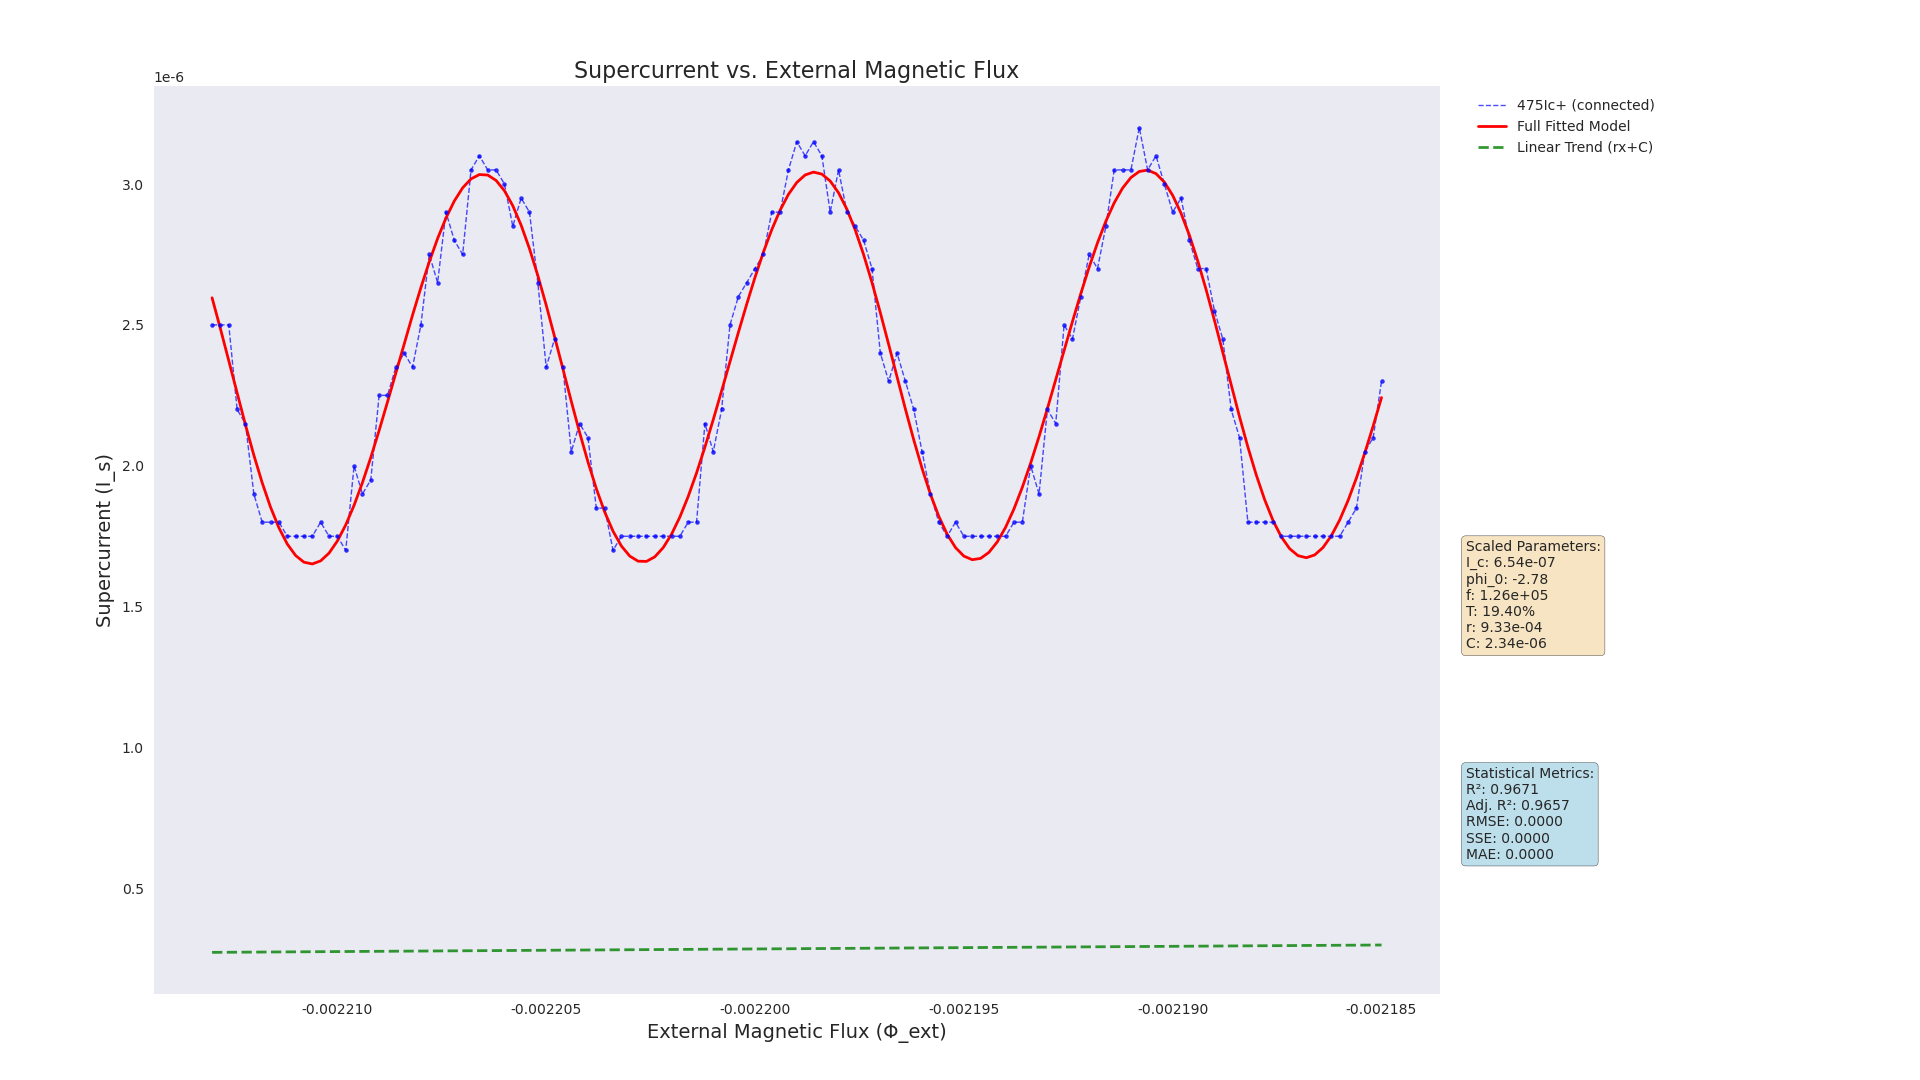 Supercurrent vs. External Magnetic Flux
1e-6
3.0
2.5
2.0
1.5
1.0
0.5
Supercurrent (I_s)
-0.002210
-0.002205
-0.002200
-0.002195
-0.002190
-0.002185
External Magnetic Flux (Φ_ext)
475Ic+ (connected)
Full Fitted Model
Linear Trend (rx+C)
Scaled Parameters:
I_c: 6.54e-07
phi_0: -2.78
f: 1.26e+05
T: 19.40%
r: 9.33e-04
C: 2.34e-06
Statistical Metrics:
R²: 0.9671
Adj. R²: 0.9657
RMSE: 0.0000
SSE: 0.0000
MAE: 0.0000